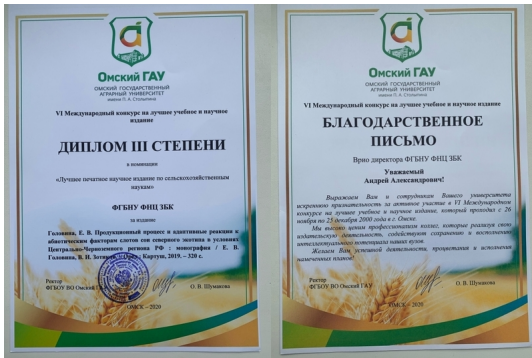 Омский ГАУ
ОМСКИЙ ГОСУДАРСТВЕННЫЙ
АГРАРНЫЙ УНИВЕРСИТЕТ
имени П. А. Столыпина
VI Международный конкурс на лучшее учебное и научное
издание
ДИПЛОМ III СТЕПЕНИ
в номинации
«Лучшее печатное научное издание по сельскохозяйственным
наукам»
ФГБНУ ФНЦ ЗБК
за издание
Головина, Е. В. Продукционный процесс и адаптивные реакции к
абиотическим факторам сортов сои северного экотипа в условиях
Центрально-Черноземного региона РФ : монография / Е. В.
Головина, В. И. Зотиков. – Орел : Картуш, 2019. – 320 с.
Ректор
ФГБОУ ВО Омский ГАУ
О. В. Шумакова
ОМСК – 2020
Омский ГАУ
ОМСКИЙ ГОСУДАРСТВЕННЫЙ
АГРАРНЫЙ УНИВЕРСИТЕТ
имени П. А. Столыпина
VI Международный конкурс на лучшее учебное и научное издание
БЛАГОДАРСТВЕННОЕ
ПИСЬМО
Врио директора ФГБНУ ФНЦ ЗБК
Уважаемый
Андрей Александрович!
Выражаем Вам и сотрудникам Вашего университета
искреннюю признательность за активное участие в VI Международном
конкурсе на лучшее учебное и научное издание, который проходил с 26
ноября по 25 декабря 2000 года в г. Омске.
Мы высоко ценим профессионализм коллег, которые реализуя свою
издательскую деятельность, содействуют сохранению и восполнению
интеллектуального потенциала наших вузов.
Желаем Вам успешной деятельности, процветания и исполнения
намеченных планов!
Ректор
ФГБОУ ВО Омский ГАУ
О. В. Шумакова
ОМСК – 2020